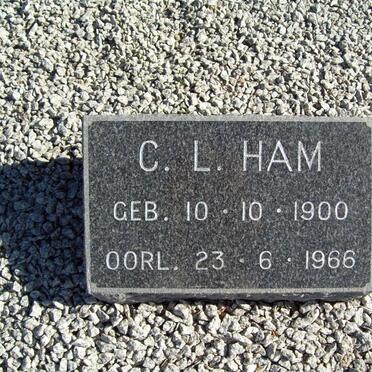 C. L. HAM
GEB. 10 · 10 · 1900
OORL. 23 · 6 · 1966